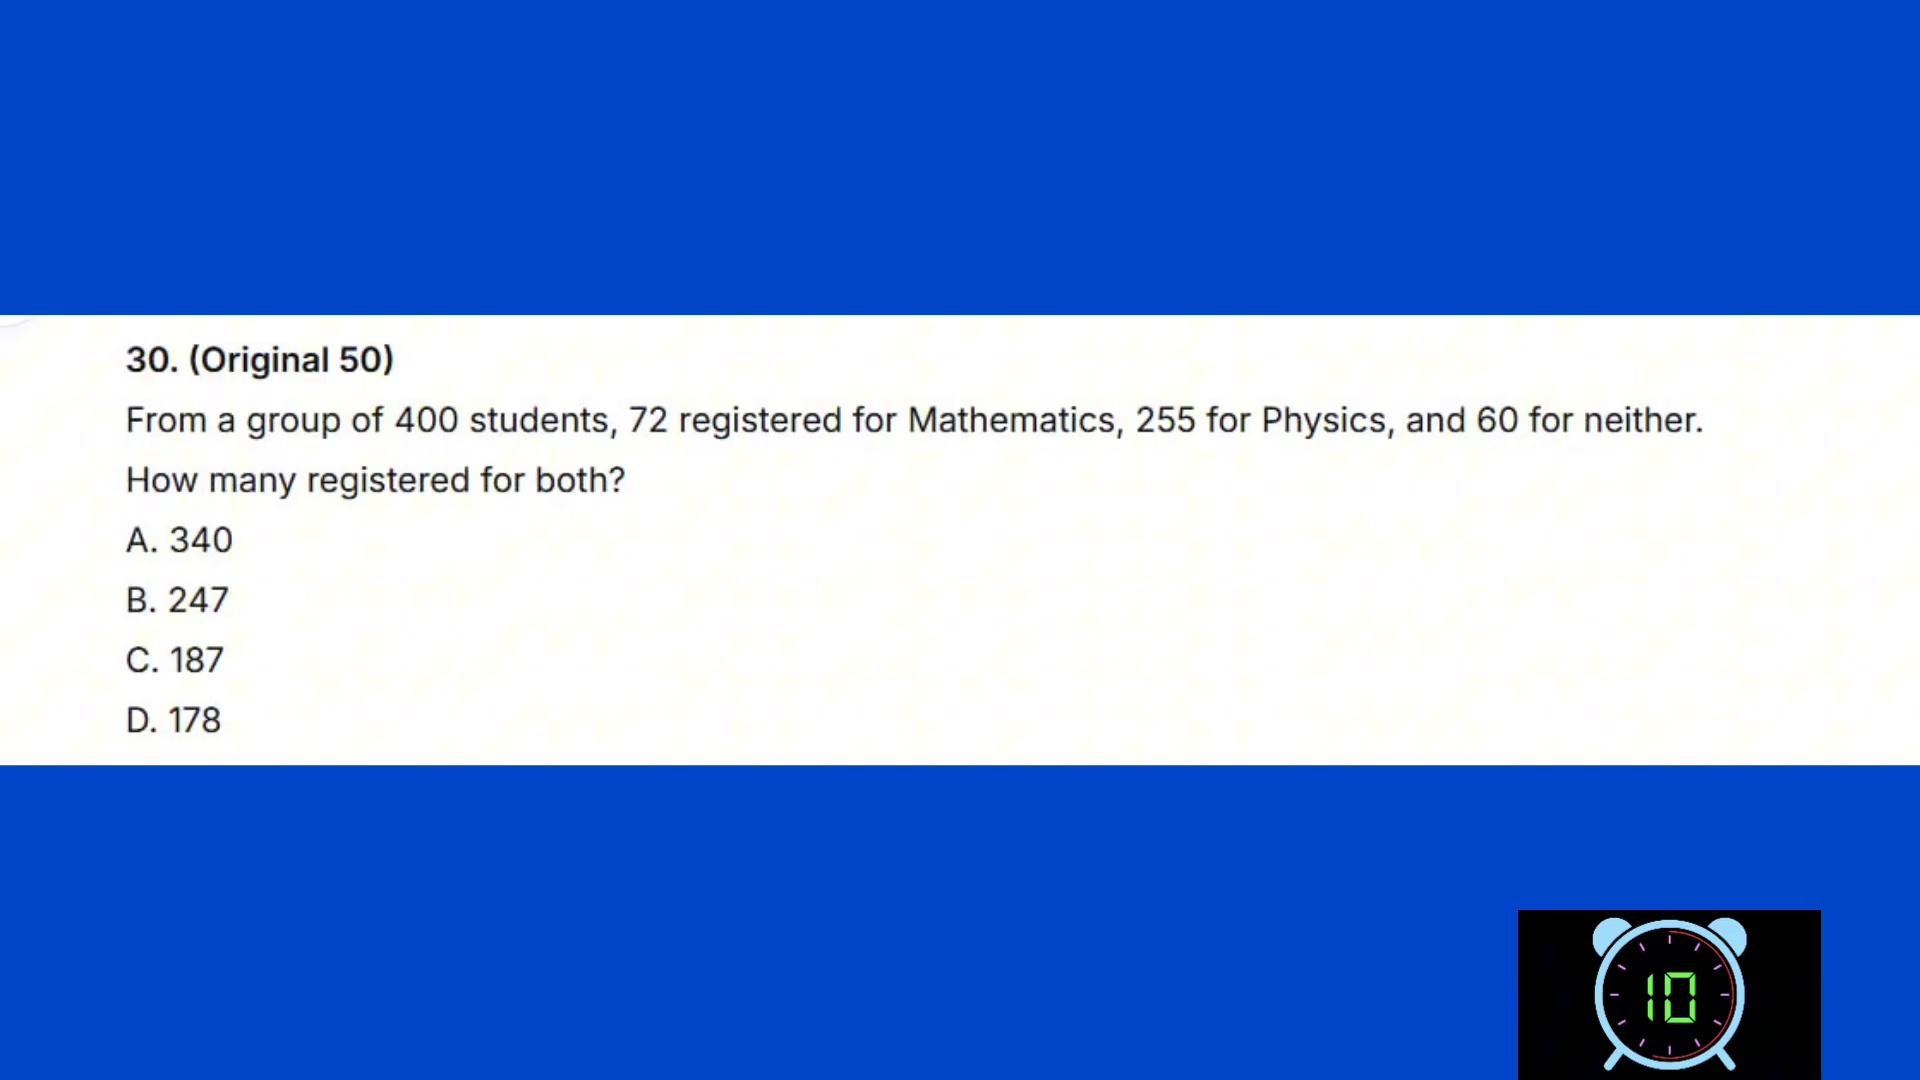 30. (Original 50)
From a group of 400 students, 72 registered for Mathematics, 255 for Physics, and 60 for neither.
How many registered for both?
A. 340
B. 247
C. 187
D. 178
10